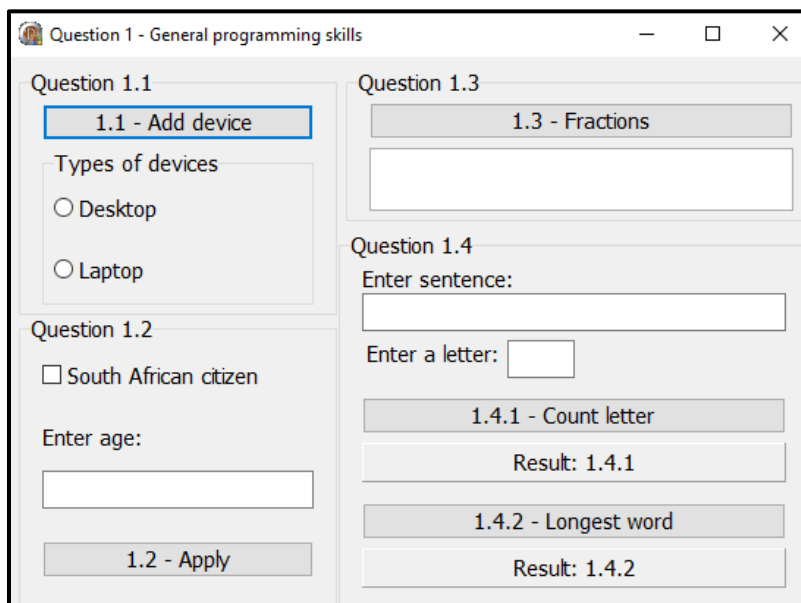 Question 1 - General programming skills
Question 1.1
1.1 - Add device
Types of devices
Desktop
Laptop
Question 1.2
South African citizen
Enter age:
1.2 - Apply
Question 1.3
1.3 - Fractions
Question 1.4
Enter sentence:
Enter a letter:
1.4.1 - Count letter
Result: 1.4.1
1.4.2 - Longest word
Result: 1.4.2